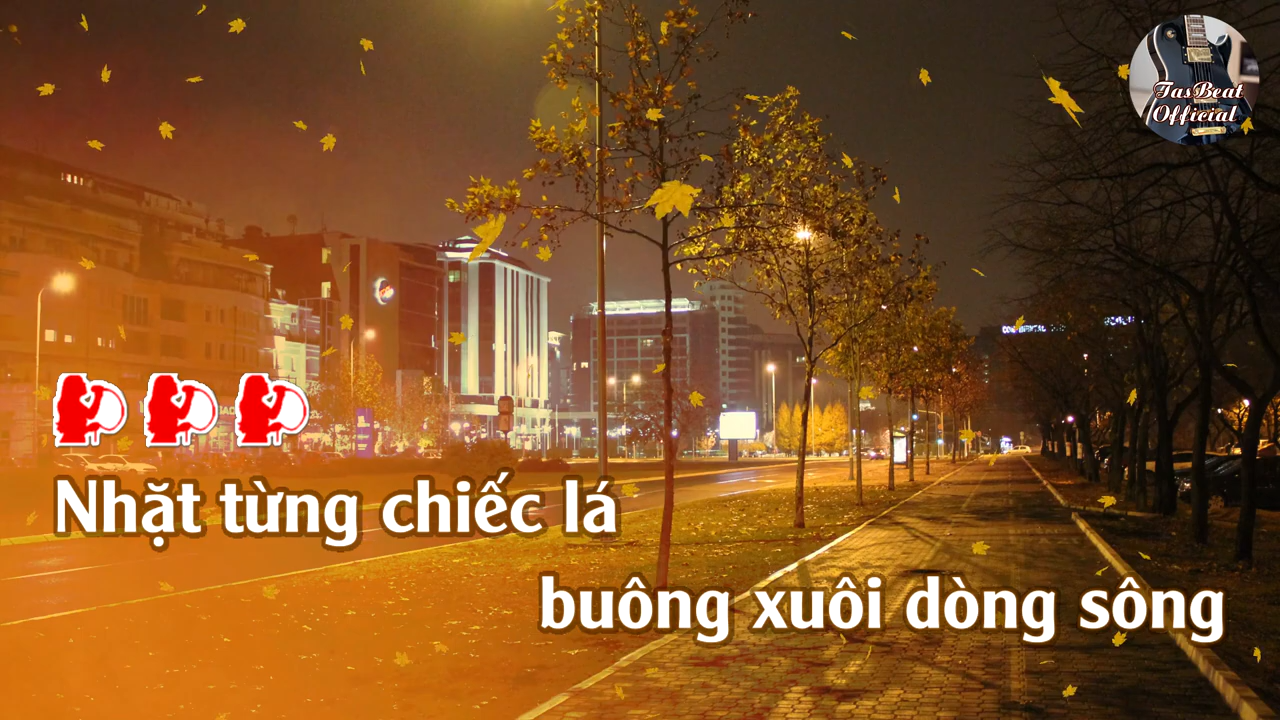 TasBeat
Official
Nhặt từng chiếc lá
buông xuôi dòng sông